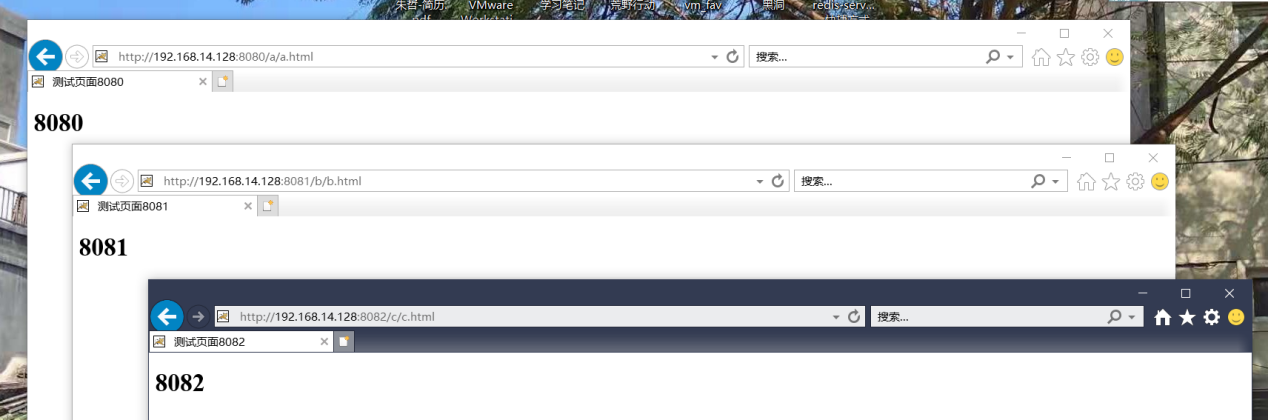 朱哲-简历.
VMware
学习笔记
荒野行动
vm_fav
黑洞
redis-serv...
pdf
Workstati...
快捷方式
http://192.168.14.128:8080/a/a.html
搜索...
测试页面8080
8080
http://192.168.14.128:8081/b/b.html
搜索...
测试页面8081
8081
http://192.168.14.128:8082/c/c.html
搜索...
测试页面8082
8082